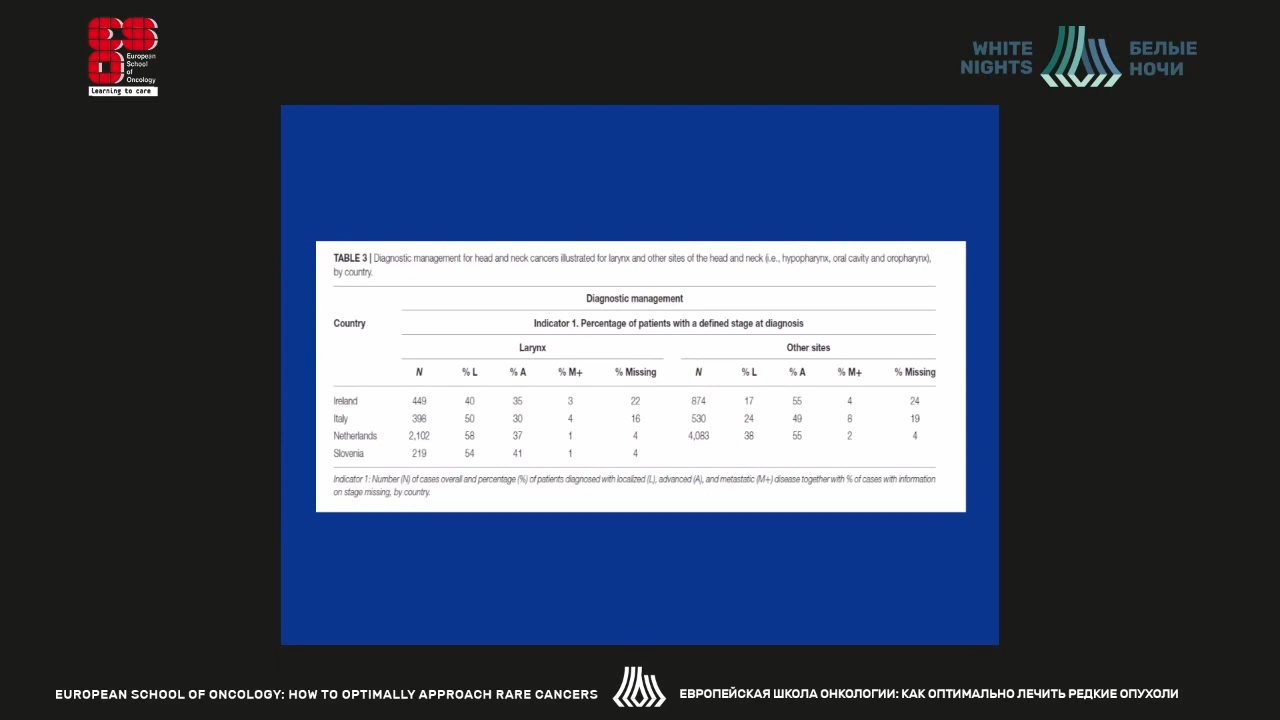 European
School
of
Oncology
Learning to care
WHITE
NIGHTS
БЕЛЫЕ
НОЧИ
TABLE 3 | Diagnostic management for head and neck cancers illustrated for larynx and other sites of the head and neck (i.e., hypopharynx, oral cavity and oropharynx),
by country.
Diagnostic management
Country Indicator 1. Percentage of patients with a defined stage at diagnosis
Larynx Other sites
N % L % A % M+ % Missing N % L % A % M+ % Missing
Ireland 449 40 35 3 22 874 17 55 4 24
Italy 398 50 30 4 16 530 24 49 8 19
Netherlands 2,102 58 37 1 4 4,083 38 55 2 4
Slovenia 219 54 41 1 4
Indicator 1: Number (N) of cases overall and percentage (%) of patients diagnosed with localized (L), advanced (A), and metastatic (M+) disease together with % of cases with information
on stage missing, by country.
EUROPEAN SCHOOL OF ONCOLOGY: HOW TO OPTIMALLY APPROACH RARE CANCERS
ЕВРОПЕЙСКАЯ ШКОЛА ОНКОЛОГИИ: КАК ОПТИМАЛЬНО ЛЕЧИТЬ РЕДКИЕ ОПУХОЛИ